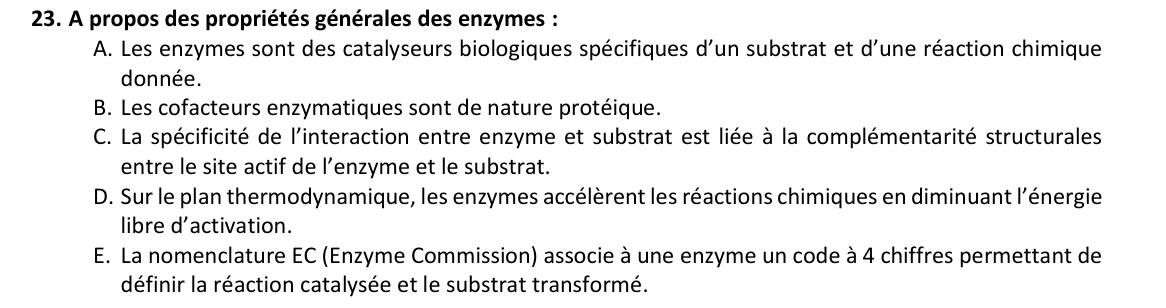 23. A propos des propriétés générales des enzymes :
A. Les enzymes sont des catalyseurs biologiques spécifiques d’un substrat et d’une réaction chimique
donnée.
B. Les cofacteurs enzymatiques sont de nature protéique.
C. La spécificité de l’interaction entre enzyme et substrat est liée à la complémentarité structurales
entre le site actif de l’enzyme et le substrat.
D. Sur le plan thermodynamique, les enzymes accélèrent les réactions chimiques en diminuant l’énergie
libre d’activation.
E. La nomenclature EC (Enzyme Commission) associe à une enzyme un code à 4 chiffres permettant de
définir la réaction catalysée et le substrat transformé.